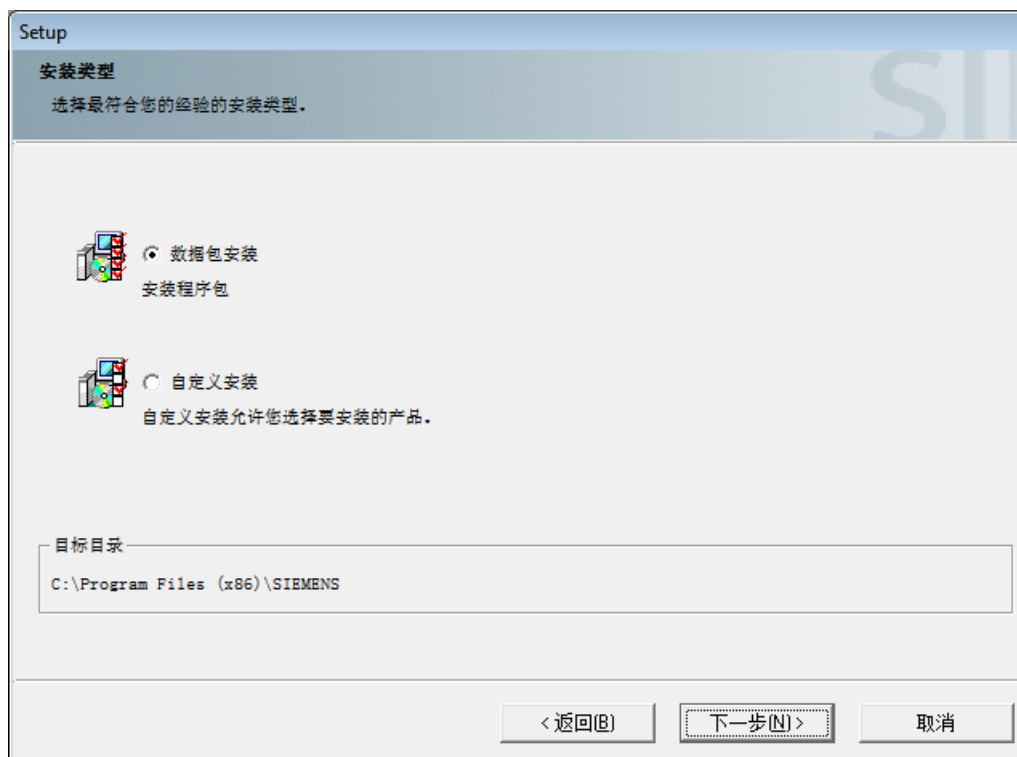 Setup
安装类型
选择最符合您的经验的安装类型.
SI
数据包安装
安装程序包
自定义安装
自定义安装允许您选择要安装的产品.
目标目录
C:\Program Files (x86)\SIEMENS
<返回(B)
下一步(N)>
取消